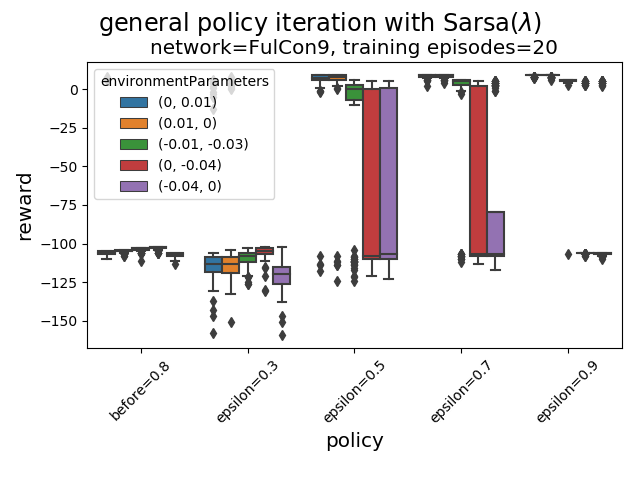 general policy iteration with Sarsa(λ)
network=FulCon9, training episodes=20
environmentParameters
(0, 0.01)
(0.01, 0)
(-0.01, -0.03)
(0, -0.04)
(-0.04, 0)
reward
0
−25
−50
−75
−100
−125
−150
before=0.8
epsilon=0.3
epsilon=0.5
epsilon=0.7
epsilon=0.9
policy